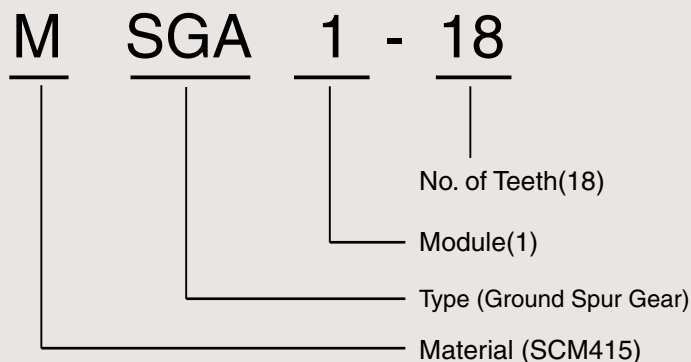 M SGA 1 - 18
No. of Teeth(18)
Module(1)
Type (Ground Spur Gear)
Material (SCM415)